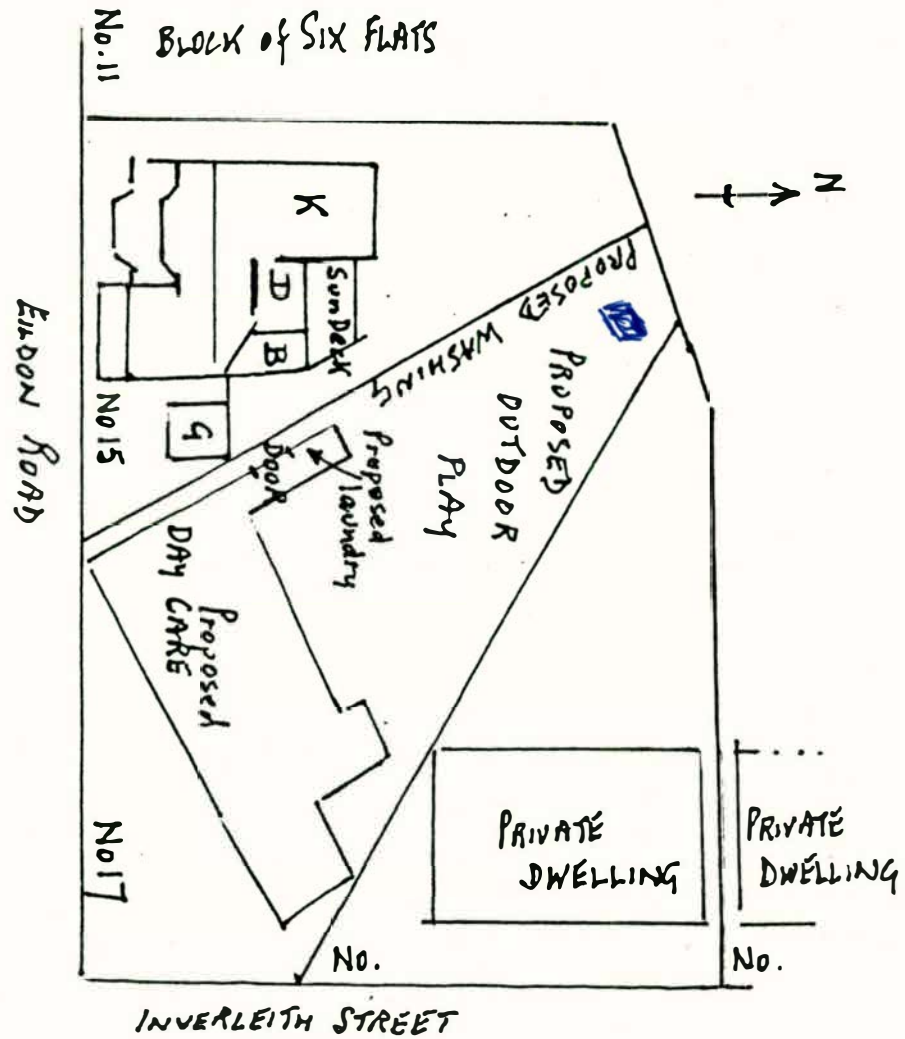 No.11
BLOCK of SIX FLATS
N
K
D
B
SunDeck
G
No 15
EILDON ROAD
PROPOSED WASHING
PROPOSED
OUTDOOR
PLAY
Proposed
laundry
DOOR
Proposed
DAY CARE
No 17
PRIVATE
DWELLING
PRIVATE
DWELLING
No.
No.
INVERLEITH STREET